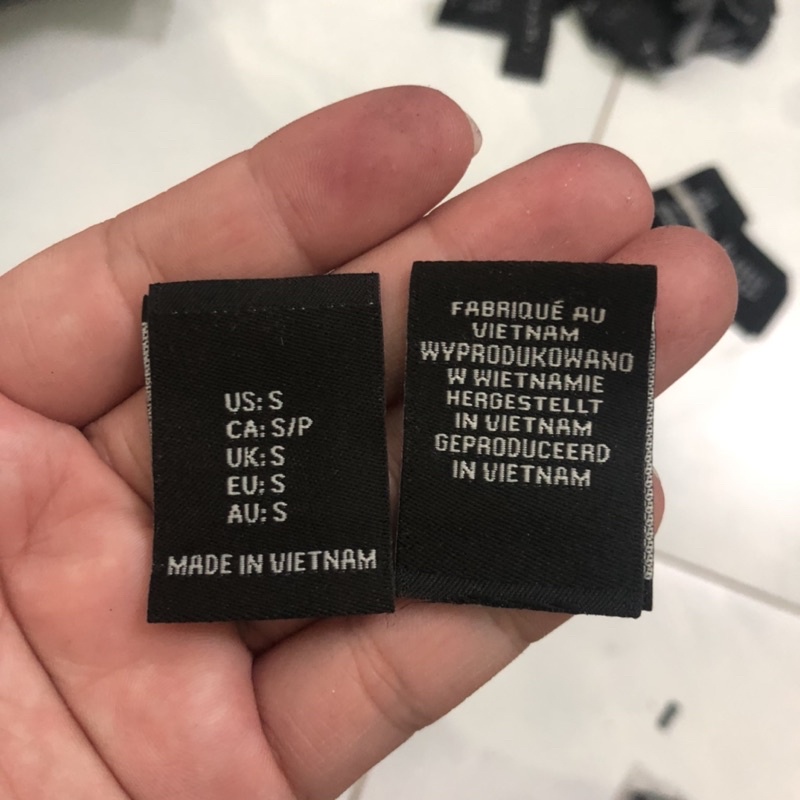 US: S
CA: S/P
UK: S
EU: S
AU: S
MADE IN VIETNAM
FABRIQUÉ AU
VIETNAM
WYPRODUKOWANO
W WIETNAMIE
HERGESTELLT
IN VIETNAM
GEPRODUCEERD
IN VIETNAM